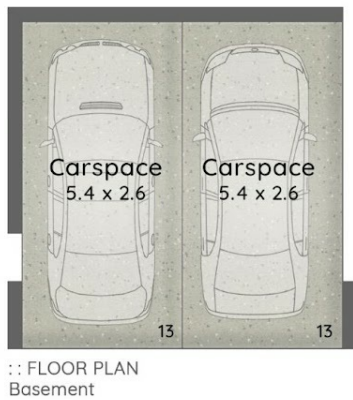 Carspace
5.4 x 2.6
Carspace
5.4 x 2.6
13
13
:: FLOOR PLAN
Basement